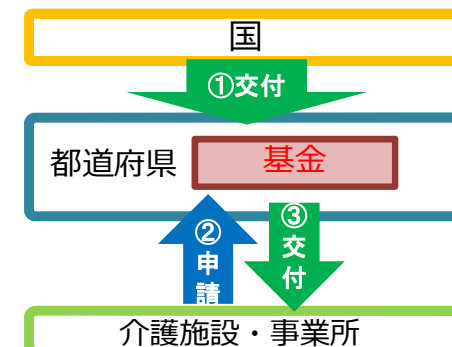 国
①交付
都道府県
基金
②申請
③交付
介護施設・事業所